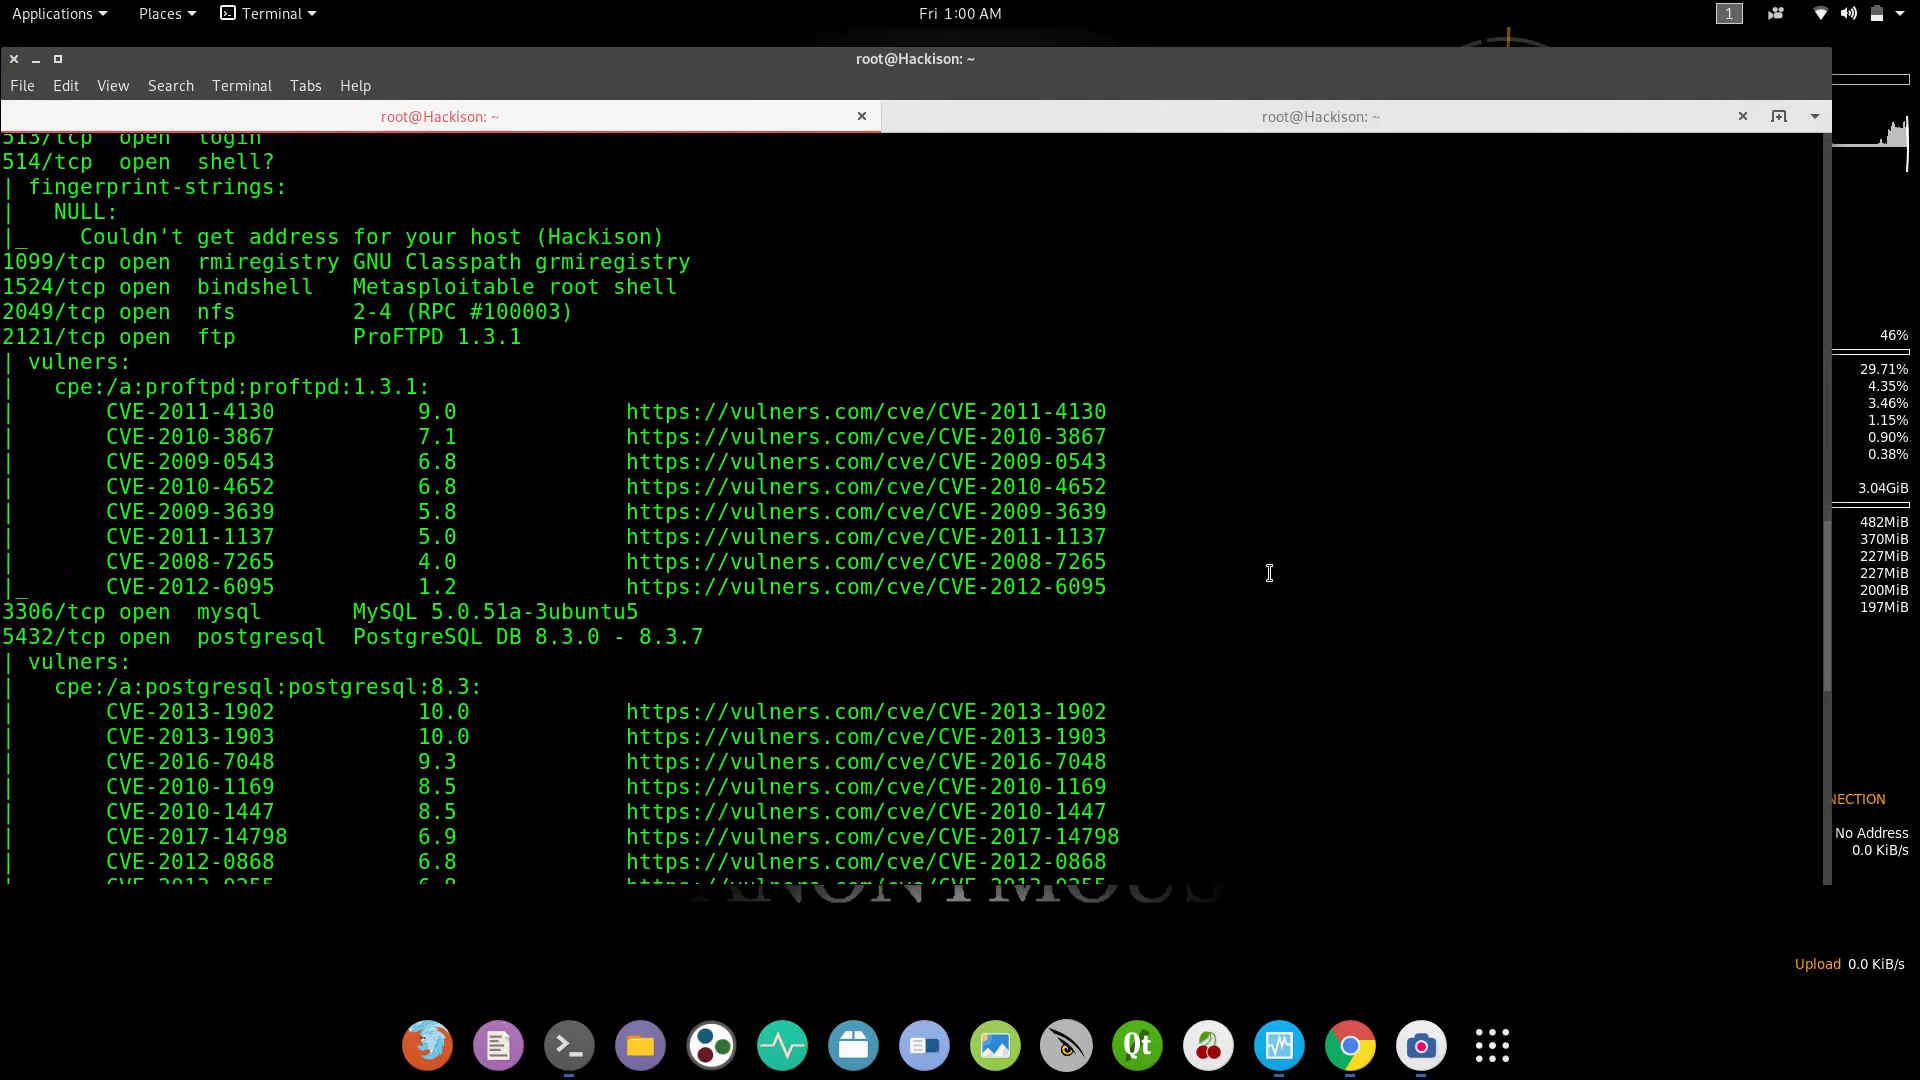 Applications Places Terminal Fri 1:00 AM 1
root@Hackison: ~
File Edit View Search Terminal Tabs Help
root@Hackison: ~ root@Hackison: ~
513/tcp open login
514/tcp open shell?
| fingerprint-strings:
| NULL:
|_ Couldn't get address for your host (Hackison)
1099/tcp open rmiregistry GNU Classpath grmiregistry
1524/tcp open bindshell Metasploitable root shell
2049/tcp open nfs 2-4 (RPC #100003)
2121/tcp open ftp ProFTPD 1.3.1
| vulners:
| cpe:/a:proftpd:proftpd:1.3.1:
| CVE-2011-4130 9.0 https://vulners.com/cve/CVE-2011-4130
| CVE-2010-3867 7.1 https://vulners.com/cve/CVE-2010-3867
| CVE-2009-0543 6.8 https://vulners.com/cve/CVE-2009-0543
| CVE-2010-4652 6.8 https://vulners.com/cve/CVE-2010-4652
| CVE-2009-3639 5.8 https://vulners.com/cve/CVE-2009-3639
| CVE-2011-1137 5.0 https://vulners.com/cve/CVE-2011-1137
| CVE-2008-7265 4.0 https://vulners.com/cve/CVE-2008-7265
|_ CVE-2012-6095 1.2 https://vulners.com/cve/CVE-2012-6095
3306/tcp open mysql MySQL 5.0.51a-3ubuntu5
5432/tcp open postgresql PostgreSQL DB 8.3.0 - 8.3.7
| vulners:
| cpe:/a:postgresql:postgresql:8.3:
| CVE-2013-1902 10.0 https://vulners.com/cve/CVE-2013-1902
| CVE-2013-1903 10.0 https://vulners.com/cve/CVE-2013-1903
| CVE-2016-7048 9.3 https://vulners.com/cve/CVE-2016-7048
| CVE-2010-1169 8.5 https://vulners.com/cve/CVE-2010-1169
| CVE-2010-1447 8.5 https://vulners.com/cve/CVE-2010-1447
| CVE-2017-14798 6.9 https://vulners.com/cve/CVE-2017-14798
| CVE-2012-0868 6.8 https://vulners.com/cve/CVE-2012-0868
| CVE-2013-0255 6.8 https://vulners.com/cve/CVE-2013-0255
ANONYMOUS
46%
29.71%
4.35%
3.46%
1.15%
0.90%
0.38%
3.04GiB
482MiB
370MiB
227MiB
227MiB
200MiB
197MiB
NECTION
No Address
0.0 KiB/s
Upload 0.0 KiB/s
Qt